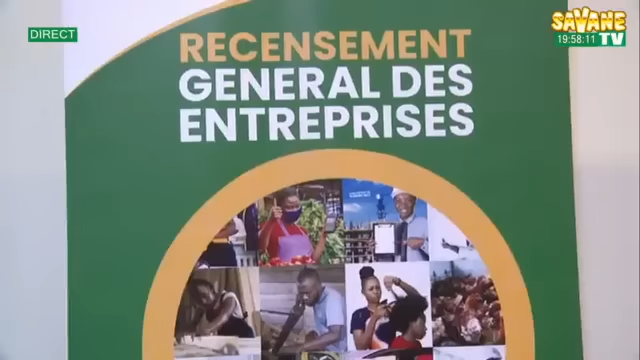 DIRECT
SAVANE
19:58:11 TV
RECENSEMENT
GENERAL DES
ENTREPRISES